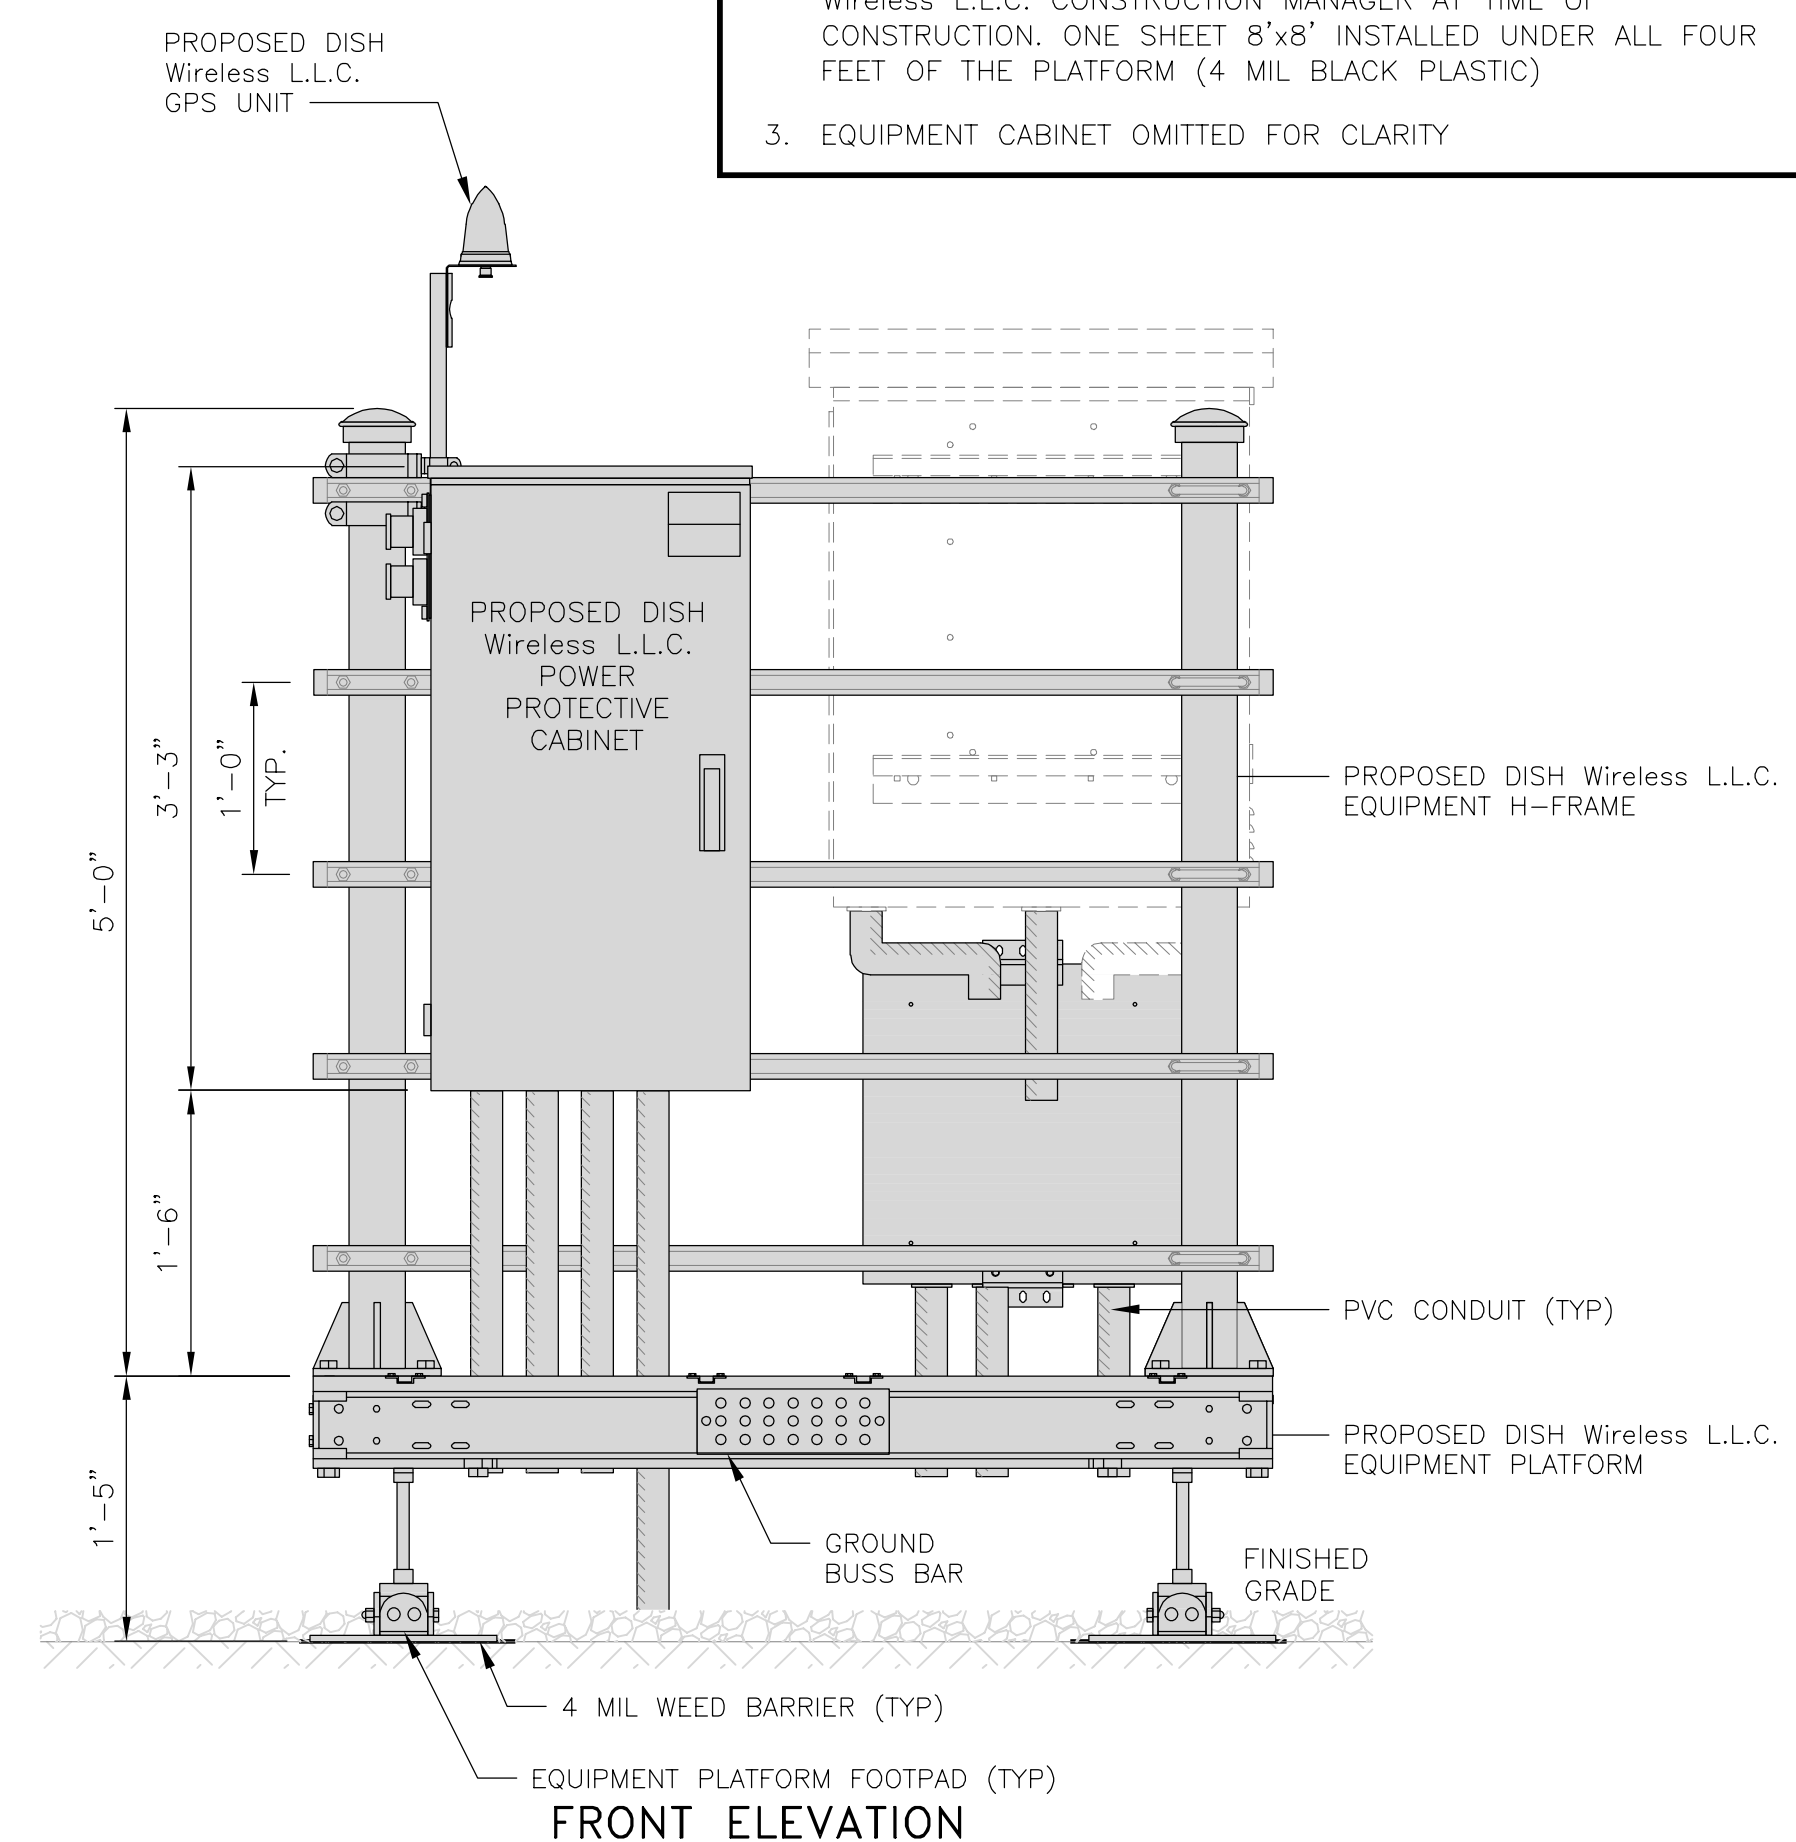 Wireless L.L.C. CONSTRUCTION MANAGER AT TIME OF
CONSTRUCTION. ONE SHEET 8'x8' INSTALLED UNDER ALL FOUR
FEET OF THE PLATFORM (4 MIL BLACK PLASTIC)
3. EQUIPMENT CABINET OMITTED FOR CLARITY
PROPOSED DISH
Wireless L.L.C.
GPS UNIT
PROPOSED DISH
Wireless L.L.C.
POWER
PROTECTIVE
CABINET
5'-0"
3'-3"
1'-0"
TYP.
1'-6"
1'-5"
PROPOSED DISH Wireless L.L.C.
EQUIPMENT H-FRAME
PVC CONDUIT (TYP)
PROPOSED DISH Wireless L.L.C.
EQUIPMENT PLATFORM
GROUND
BUSS BAR
FINISHED
GRADE
4 MIL WEED BARRIER (TYP)
EQUIPMENT PLATFORM FOOTPAD (TYP)
FRONT ELEVATION